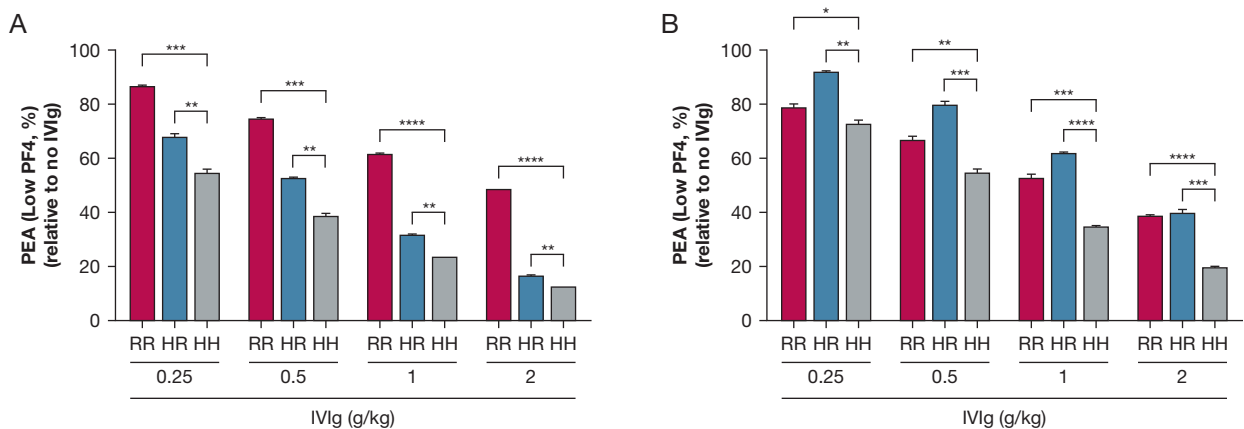 A
PEA (Low PF4, %)
(relative to no IVIg)
100
80
60
40
20
0
***
**
***
**
****
**
****
**
RR HR HH RR HR HH RR HR HH RR HR HH
0.25 0.5 1 2
IVIg (g/kg)
B
PEA (Low PF4, %)
(relative to no IVIg)
100
80
60
40
20
0
*
**
**
***
***
****
****
***
RR HR HH RR HR HH RR HR HH RR HR HH
0.25 0.5 1 2
IVIg (g/kg)